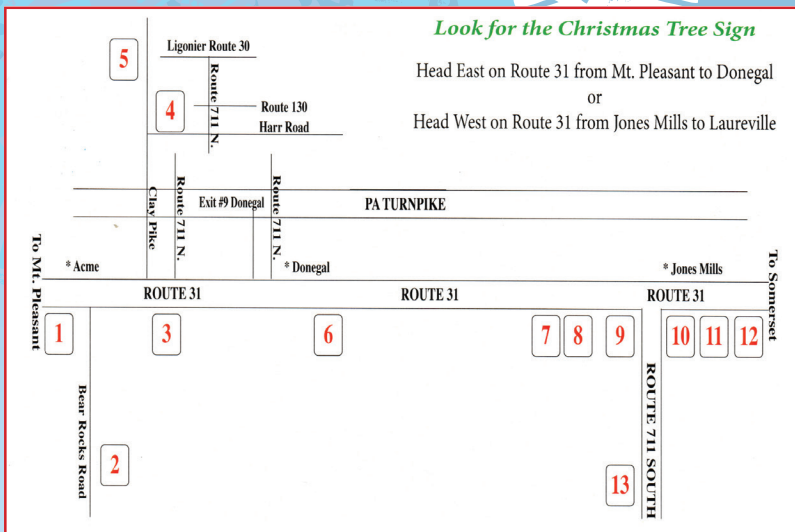 Look for the Christmas Tree Sign
Head East on Route 31 from Mt. Pleasant to Donegal
or
Head West on Route 31 from Jones Mills to Laureville
5
Ligonier Route 30
4
Route 711 N.
Route 130
Harr Road
Clay Pike
Route 711 N.
Exit #9 Donegal
Route 711 N.
PA TURNPIKE
To Mt. Pleasant
* Acme
* Donegal
* Jones Mills
To Somerset
ROUTE 31
ROUTE 31
ROUTE 31
1
3
6
7
8
9
10
11
12
Bear Rocks Road
2
ROUTE 711 SOUTH
13